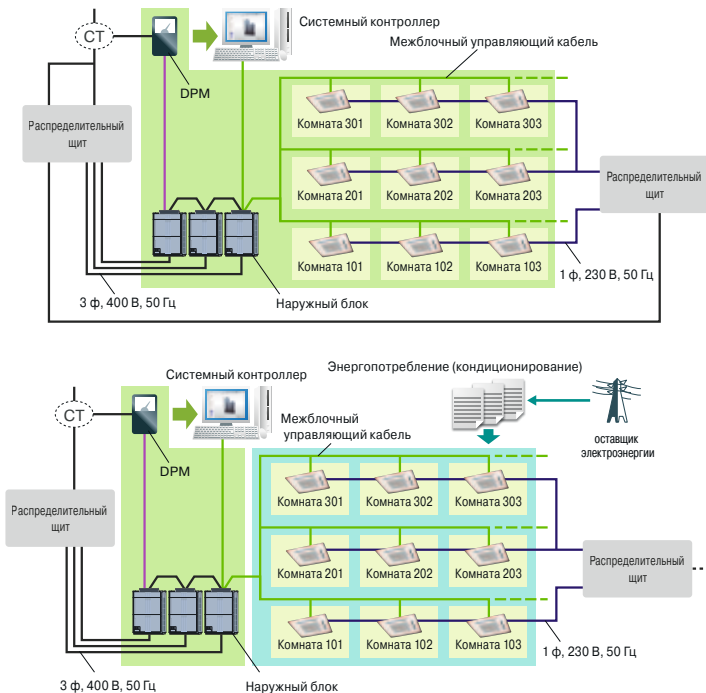 Системный контроллер
CT
Межблочный управляющий кабель
DPM
Распределительный
щит
Комната 301
Комната 302
Комната 303
Комната 201
Комната 202
Комната 203
Распределительный
щит
Комната 101
Комната 102
Комната 103
1 ф, 230 В, 50 Гц
3 ф, 400 В, 50 Гц
Наружный блок
Энергопотребление (кондиционирование)
Системный контроллер
CT
Межблочный
управляющий кабель
оставщик
электроэнергии
DPM
Распределительный
щит
Комната 301
Комната 302
Комната 303
Комната 201
Комната 202
Комната 203
Распределительный
щит
Комната 101
Комната 102
Комната 103
1 ф, 230 В, 50 Гц
3 ф, 400 В, 50 Гц
Наружный блок